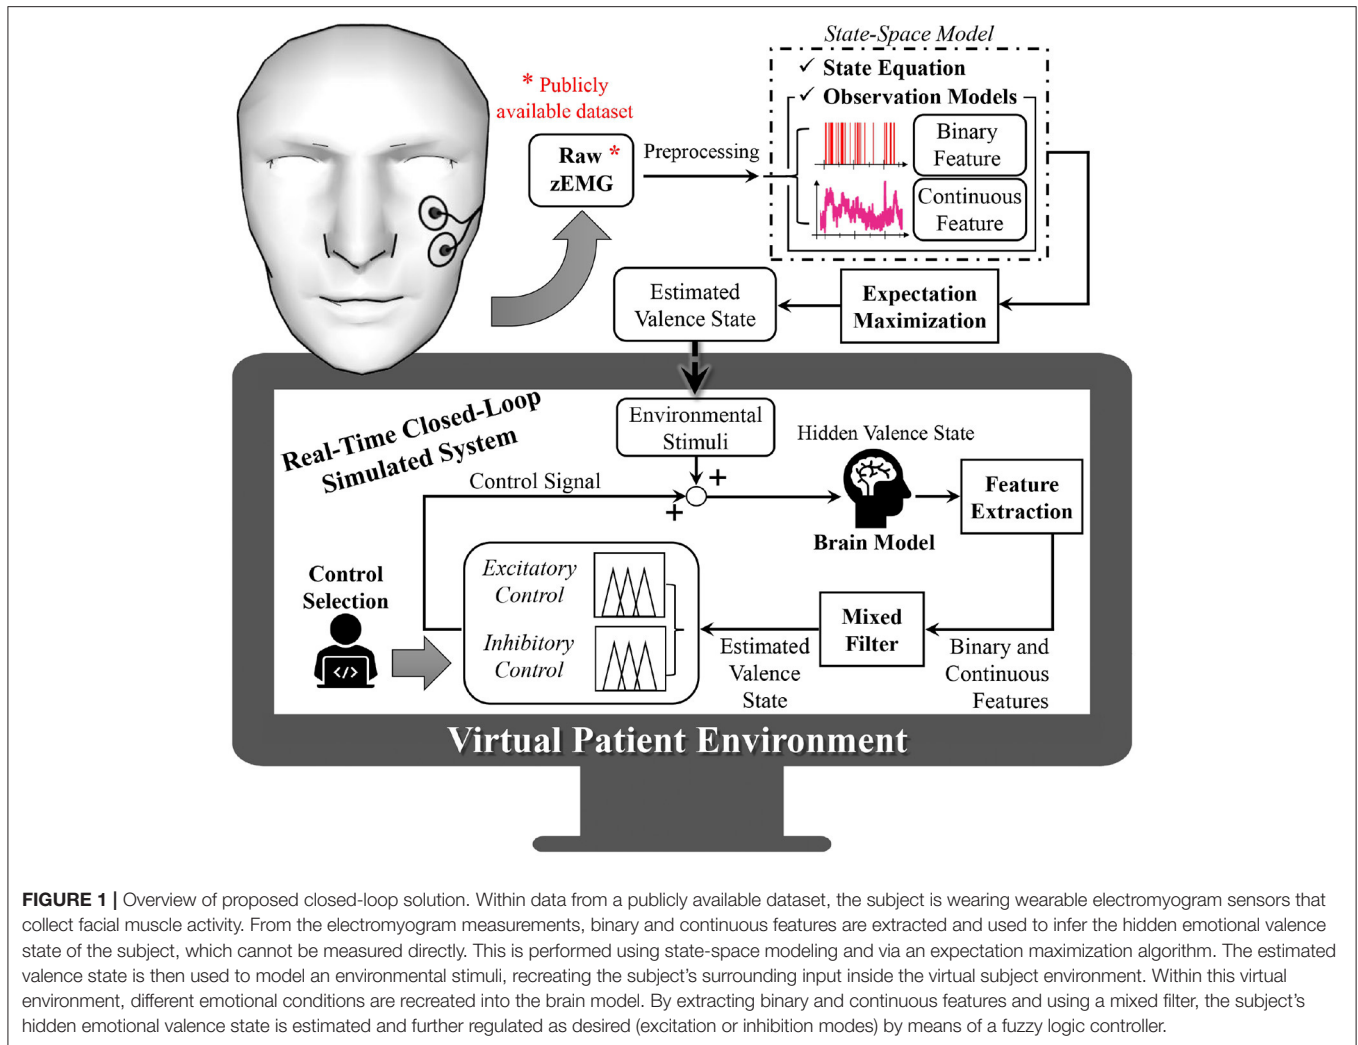 State-Space Model
* Publicly
available dataset
✓ State Equation
✓ Observation Models
Binary
Feature
Continuous
Feature
Raw *
zEMG
Preprocessing
Estimated
Valence State
Expectation
Maximization
Real-Time Closed-Loop
Simulated System
Environmental
Stimuli
Hidden Valence State
Control Signal
+
+
Brain Model
Feature
Extraction
Control
Selection
</>
Excitatory
Control
Inhibitory
Control
Estimated
Valence
State
Mixed
Filter
Binary and
Continuous
Features
Virtual Patient Environment
FIGURE 1 | Overview of proposed closed-loop solution. Within data from a publicly available dataset, the subject is wearing wearable electromyogram sensors that
collect facial muscle activity. From the electromyogram measurements, binary and continuous features are extracted and used to infer the hidden emotional valence
state of the subject, which cannot be measured directly. This is performed using state-space modeling and via an expectation maximization algorithm. The estimated
valence state is then used to model an environmental stimuli, recreating the subject's surrounding input inside the virtual subject environment. Within this virtual
environment, different emotional conditions are recreated into the brain model. By extracting binary and continuous features and using a mixed filter, the subject's
hidden emotional valence state is estimated and further regulated as desired (excitation or inhibition modes) by means of a fuzzy logic controller.